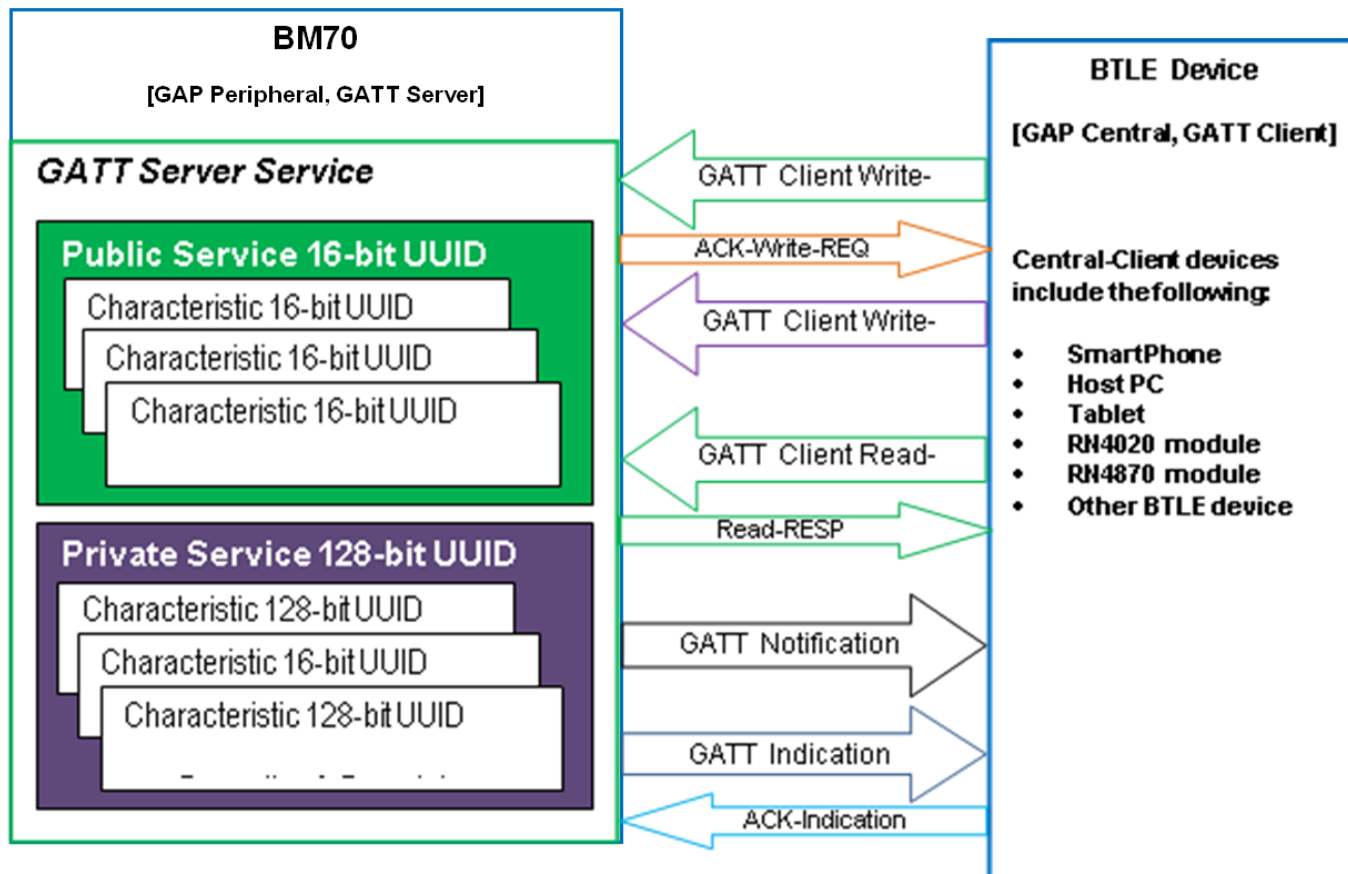 BM70
[GAP Peripheral, GATT Server]
GATT Server Service
Public Service 16-bit UUID
Characteristic 16-bit UUID
Characteristic 16-bit UUID
Characteristic 16-bit UUID
Private Service 128-bit UUID
Characteristic 128-bit UUID
Characteristic 16-bit UUID
Characteristic 128-bit UUID
GATT Client Write-
ACK-Write-REQ
GATT Client Write-
GATT Client Read-
Read-RESP
GATT Notification
GATT Indication
ACK-Indication
BTLE Device
[GAP Central, GATT Client]
Central-Client devices
include the following:
• SmartPhone
• Host PC
• Tablet
• RN4020 module
• RN4870 module
• Other BTLE device